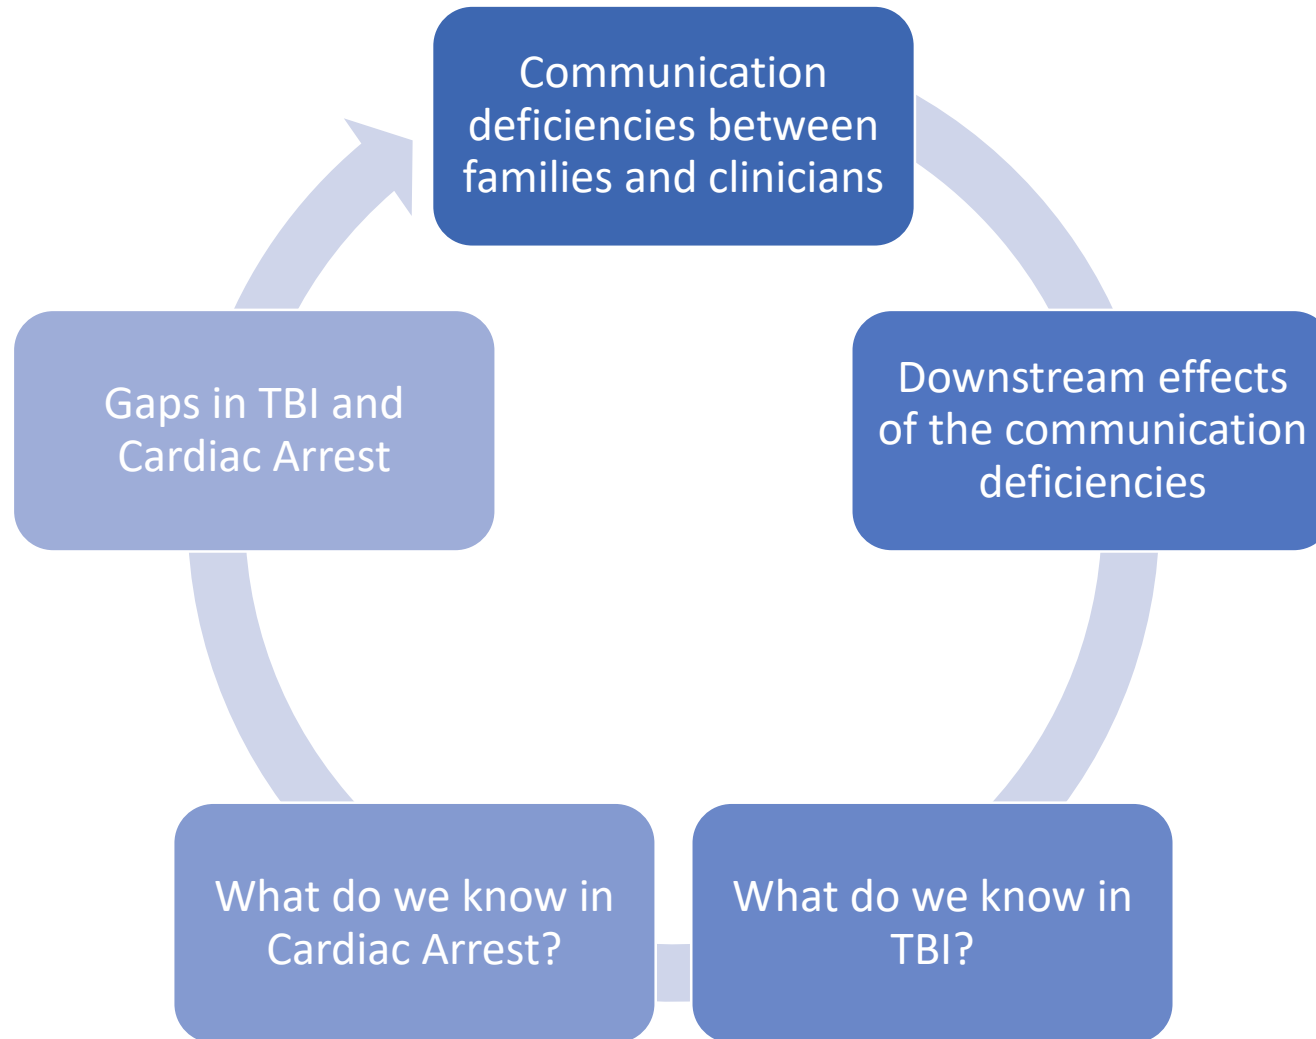 Communication
deficiencies between
families and clinicians
Downstream effects
of the communication
deficiencies
What do we know in
TBI?
What do we know in
Cardiac Arrest?
Gaps in TBI and
Cardiac Arrest